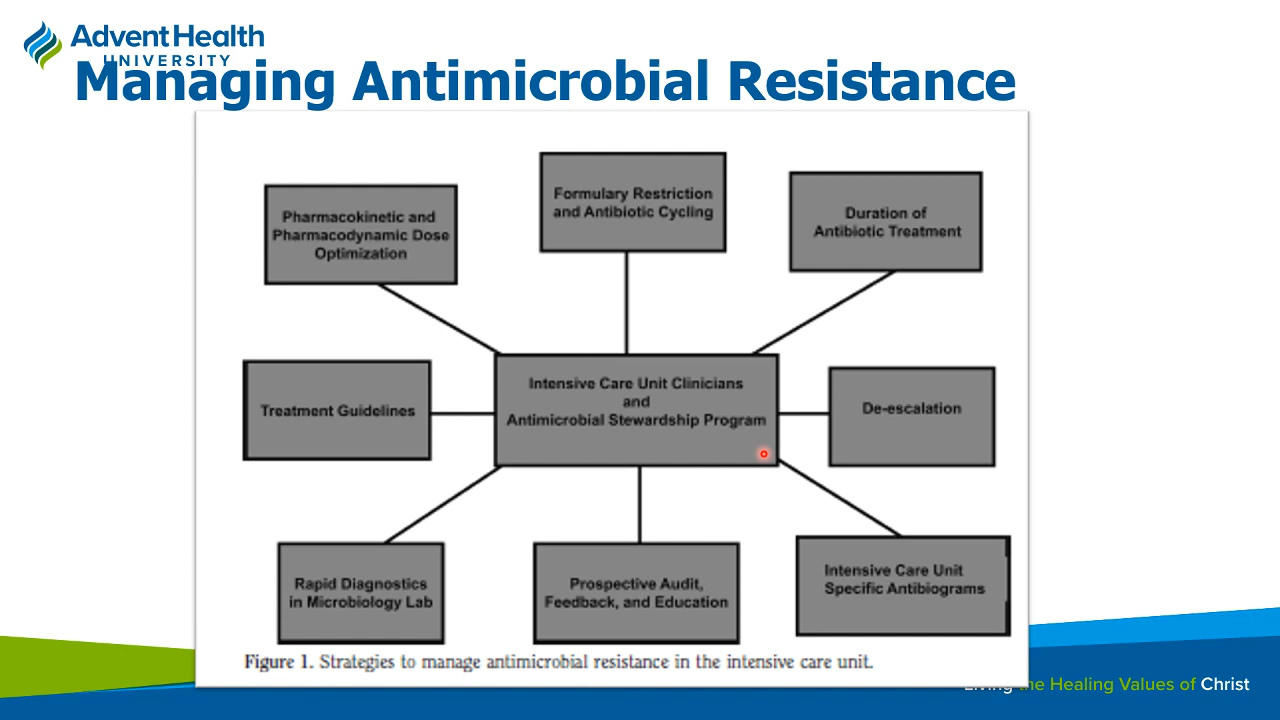 AdventHealth
UNIVERSITY
Managing Antimicrobial Resistance
Formulary Restriction
and Antibiotic Cycling
Pharmacokinetic and
Pharmacodynamic Dose
Optimization
Duration of
Antibiotic Treatment
Intensive Care Unit Clinicians
and
Antimicrobial Stewardship Program
Treatment Guidelines
De-escalation
Rapid Diagnostics
in Microbiology Lab
Prospective Audit,
Feedback, and Education
Intensive Care Unit
Specific Antibiograms
Figure 1. Strategies to manage antimicrobial resistance in the intensive care unit.
Living the Healing Values of Christ